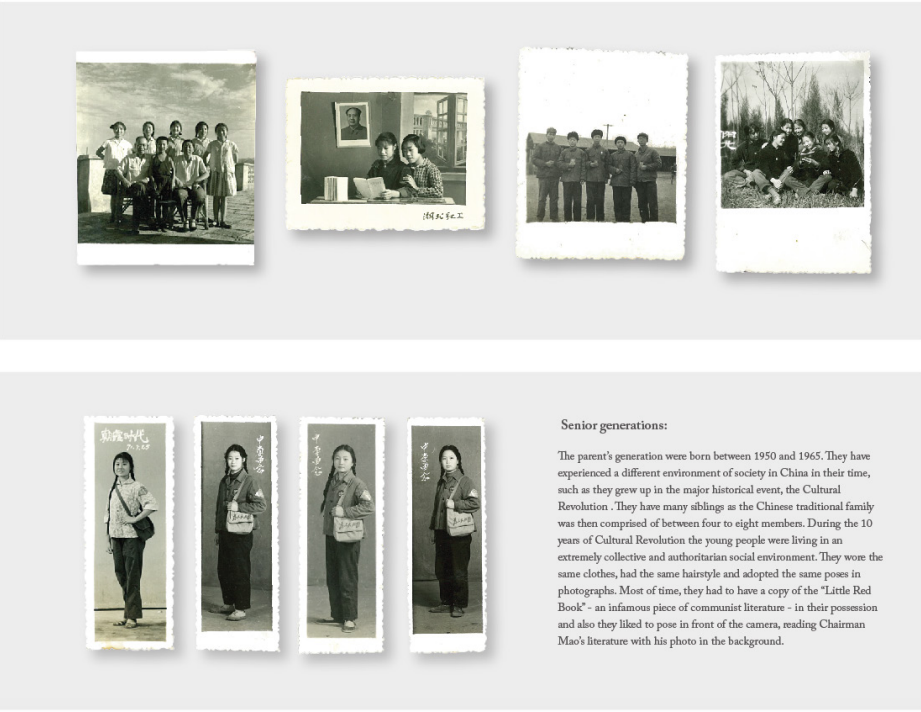 Senior generations:
The parent's generation were born between 1950 and 1965. They have
experienced a different environment of society in China in their time,
such as they grew up in the major historical event, the Cultural
Revolution . They have many siblings as the Chinese traditional family
was then comprised of between four to eight members. During the 10
years of Cultural Revolution the young people were living in an
extremely collective and authoritarian social environment. They wore the
same clothes, had the same hairstyle and adopted the same poses in
photographs. Most of time, they had to have a copy of the "Little Red
Book" - an infamous piece of communist literature - in their possession
and also they liked to pose in front of the camera, reading Chairman
Mao's literature with his photo in the background.